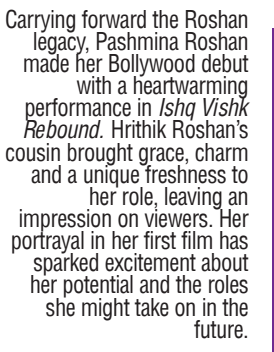 Carrying forward the Roshan
legacy, Pashmina Roshan
made her Bollywood debut
with a heartwarming
performance in Ishq Vishk
Rebound. Hrithik Roshan's
cousin brought grace, charm
and a unique freshness to
her role, leaving an
impression on viewers. Her
portrayal in her first film has
sparked excitement about
her potential and the roles
she might take on in the
future.